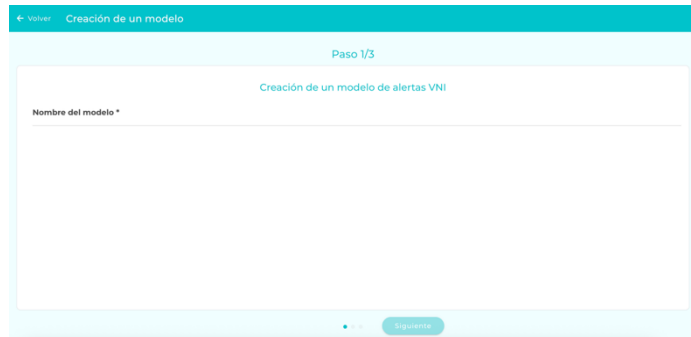 ← Volver Creación de un modelo
Paso 1/3
Creación de un modelo de alertas VNI
Nombre del modelo *
Siguiente